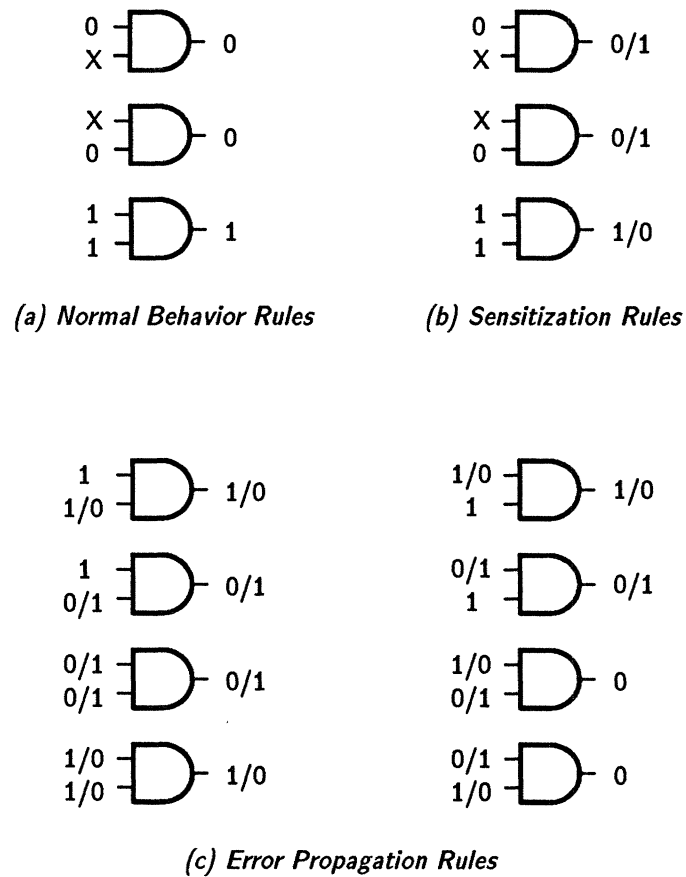 0 0 0 0/1
X X
X 0 X 0/1
0 0
1 1 1 1/0
1 1
(a) Normal Behavior Rules (b) Sensitization Rules
1 1/0 1/0 1/0
1/0 1
1 0/1 0/1 0/1
0/1 1
0/1 0/1 1/0 0
0/1 0/1
1/0 1/0 0/1 0
1/0 1/0
(c) Error Propagation Rules